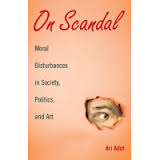 On Scandal
Moral
Disturbances
in Society,
Politics,
and Art
Ari Adut